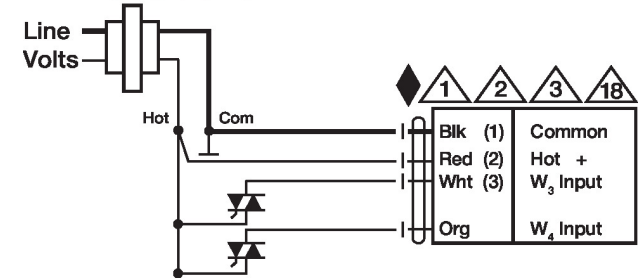 Line
Volts
Hot
Com
1 2 3 18
Blk (1) Common
Red (2) Hot +
Wht (3) W3 Input
Org W4 Input